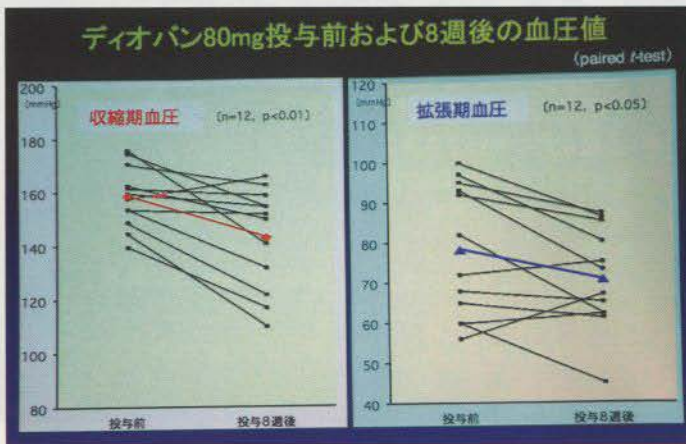 ディオバン80mg投与前および8週後の血圧値
(paired t-test)
200
(mmHg)
収縮期血圧
(n=12, p<0.01)
180
160
140
120
100
80
投与前
投与8週後
120
(mmHg)
拡張期血圧
(n=12, p<0.05)
110
100
90
80
70
60
50
40
投与前
投与8週後